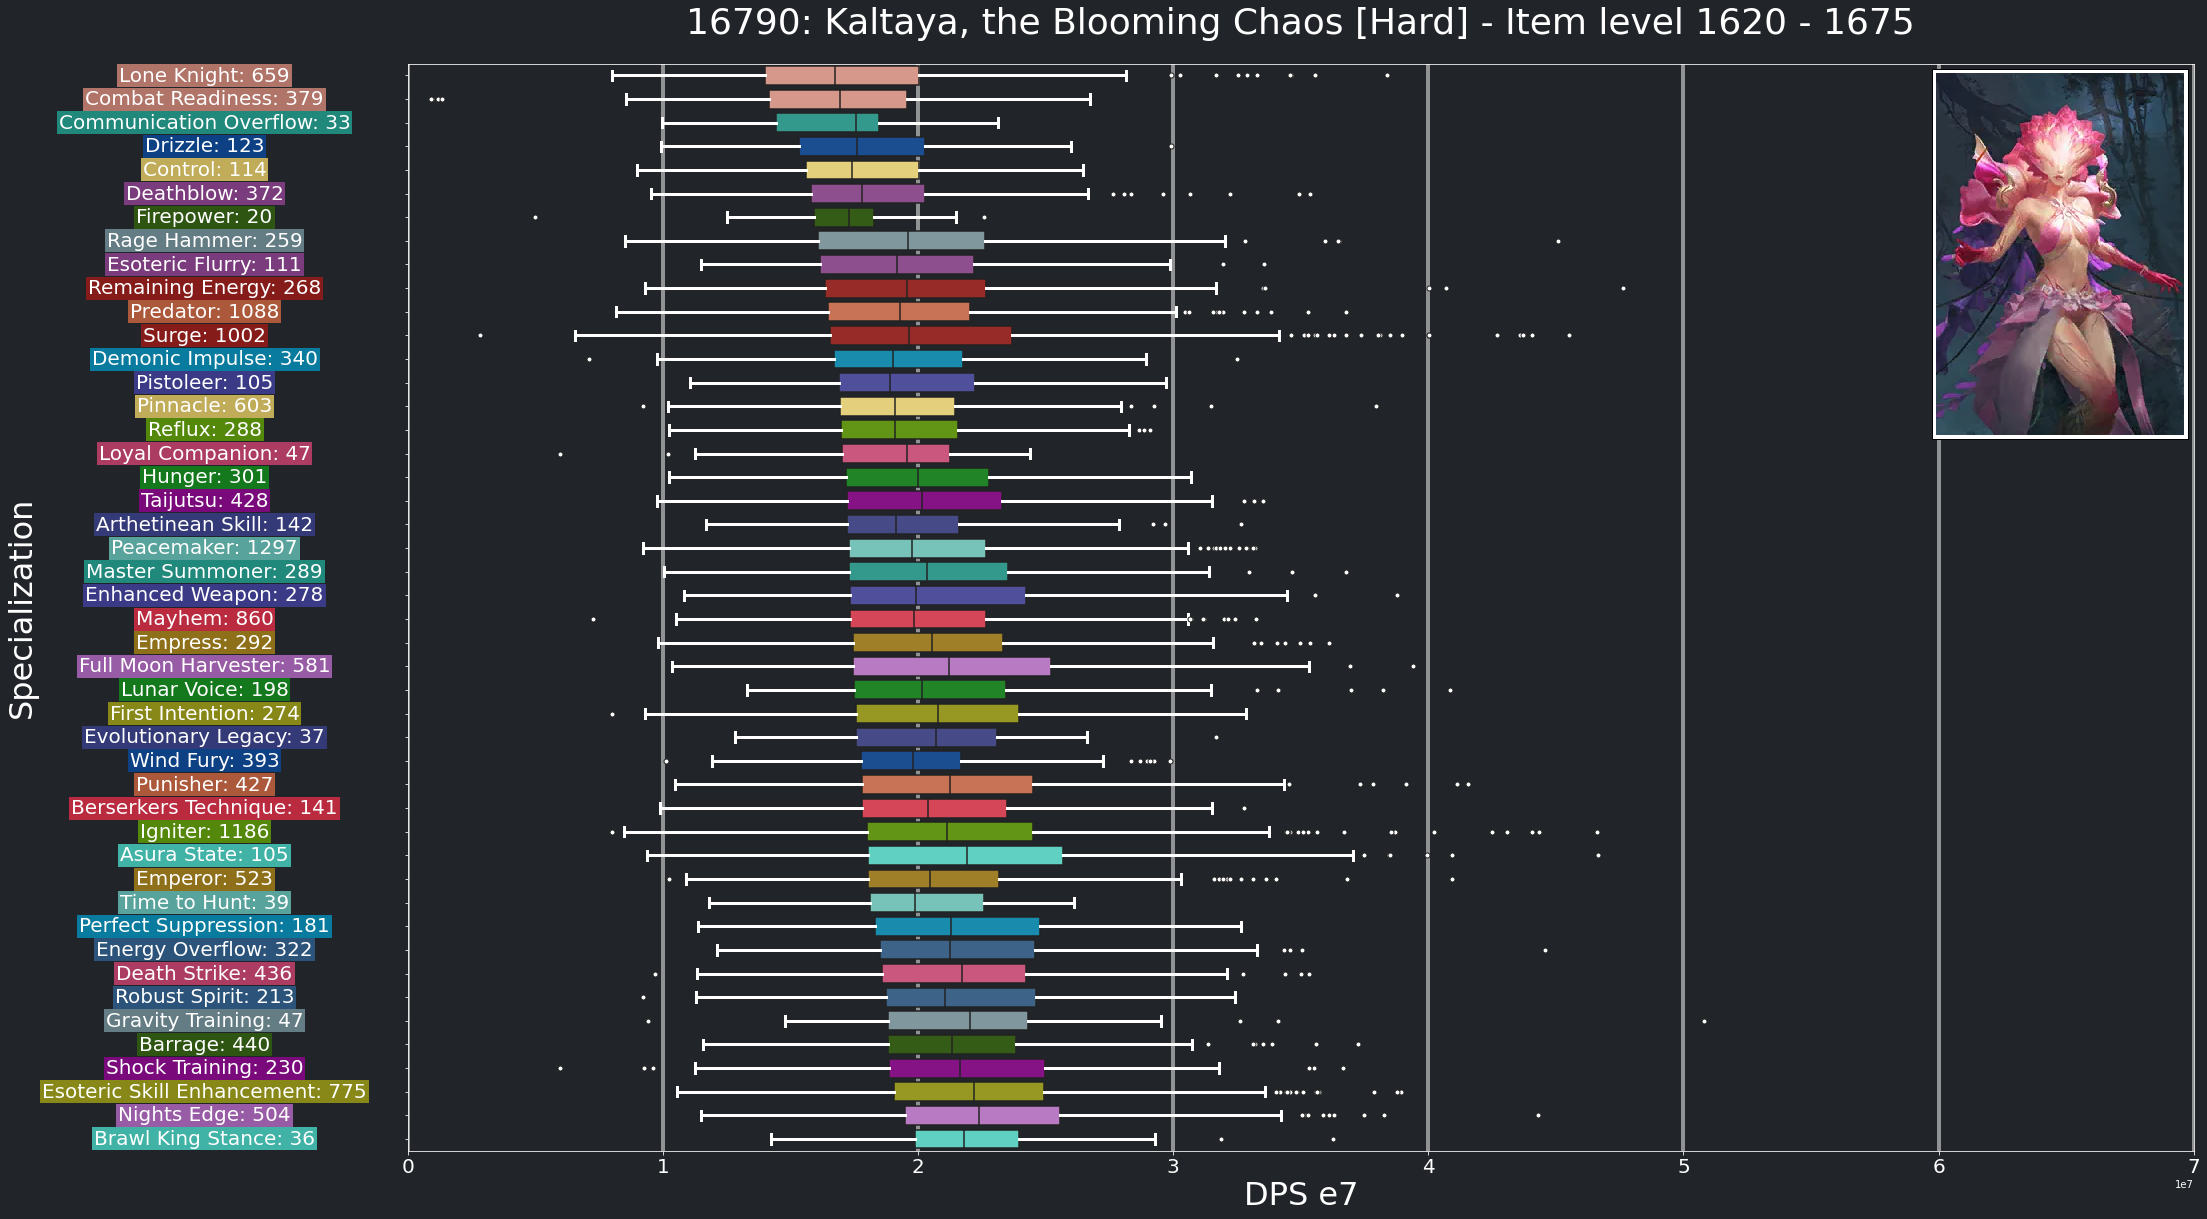 16790: Kaltaya, the Blooming Chaos [Hard] - Item level 1620 - 1675
Specialization
Lone Knight: 659
Combat Readiness: 379
Communication Overflow: 33
Drizzle: 123
Control: 114
Deathblow: 372
Firepower: 20
Rage Hammer: 259
Esoteric Flurry: 111
Remaining Energy: 268
Predator: 1088
Surge: 1002
Demonic Impulse: 340
Pistoleer: 105
Pinnacle: 603
Reflux: 288
Loyal Companion: 47
Hunger: 301
Taijutsu: 428
Arthetinean Skill: 142
Peacemaker: 1297
Master Summoner: 289
Enhanced Weapon: 278
Mayhem: 860
Empress: 292
Full Moon Harvester: 581
Lunar Voice: 198
First Intention: 274
Evolutionary Legacy: 37
Wind Fury: 393
Punisher: 427
Berserkers Technique: 141
Igniter: 1186
Asura State: 105
Emperor: 523
Time to Hunt: 39
Perfect Suppression: 181
Energy Overflow: 322
Death Strike: 436
Robust Spirit: 213
Gravity Training: 47
Barrage: 440
Shock Training: 230
Esoteric Skill Enhancement: 775
Nights Edge: 504
Brawl King Stance: 36
0 1 2 3 4 5 6 7
DPS e7
1e7